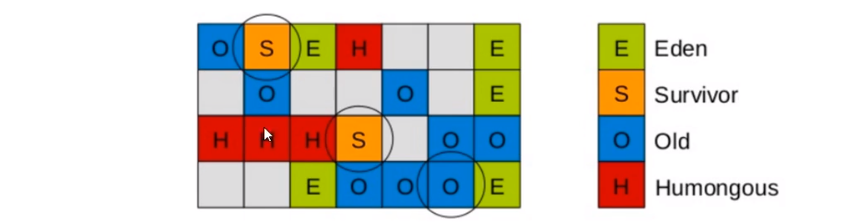 O S E H E Eden
O O E Survivor
H H H S O O Old
E O O O E Humongous
E
S
O
H